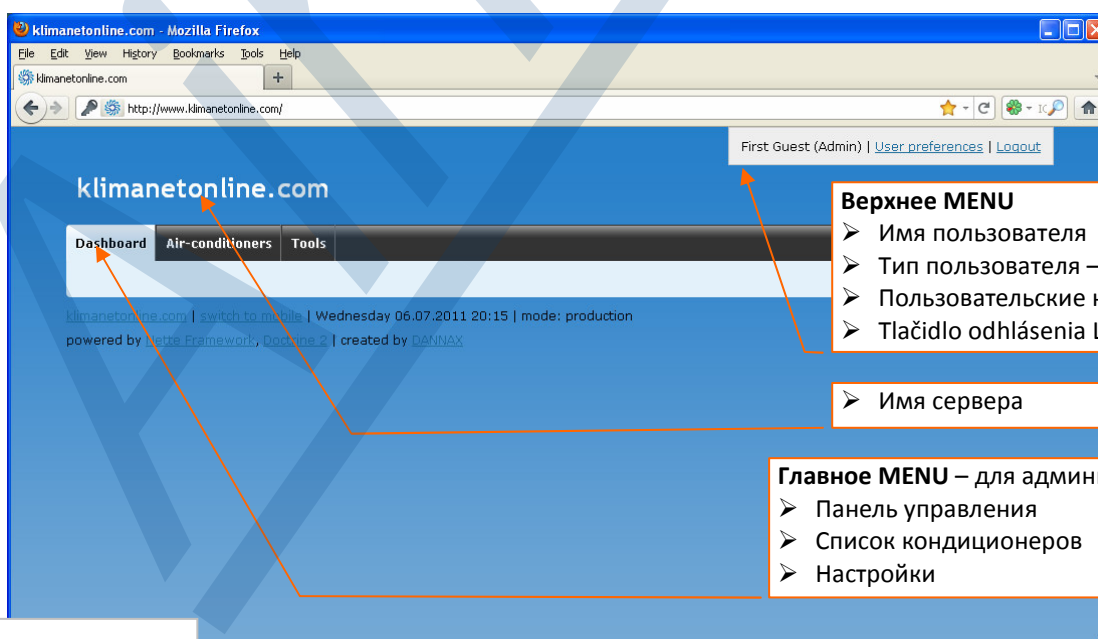 klimanetonline.com - Mozilla Firefox
File Edit View History Bookmarks Tools Help
klimanetonline.com
http://www.klimanetonline.com/
First Guest (Admin) | User preferences | Logout
klimanetonline.com
Верхнее MENU
Имя пользователя
Тип пользователя –
Пользовательские
Tlačidlo odhlásenia
Dashboard Air-conditioners Tools
klimanetonline.com | switch to mobile | Wednesday 06.07.2011 20:15 | mode: production
powered by Nette Framework, Doctrine 2 | created by DANNAX
Имя сервера
Главное MENU – для
Панель управления
Список кондиционеров
Настройки